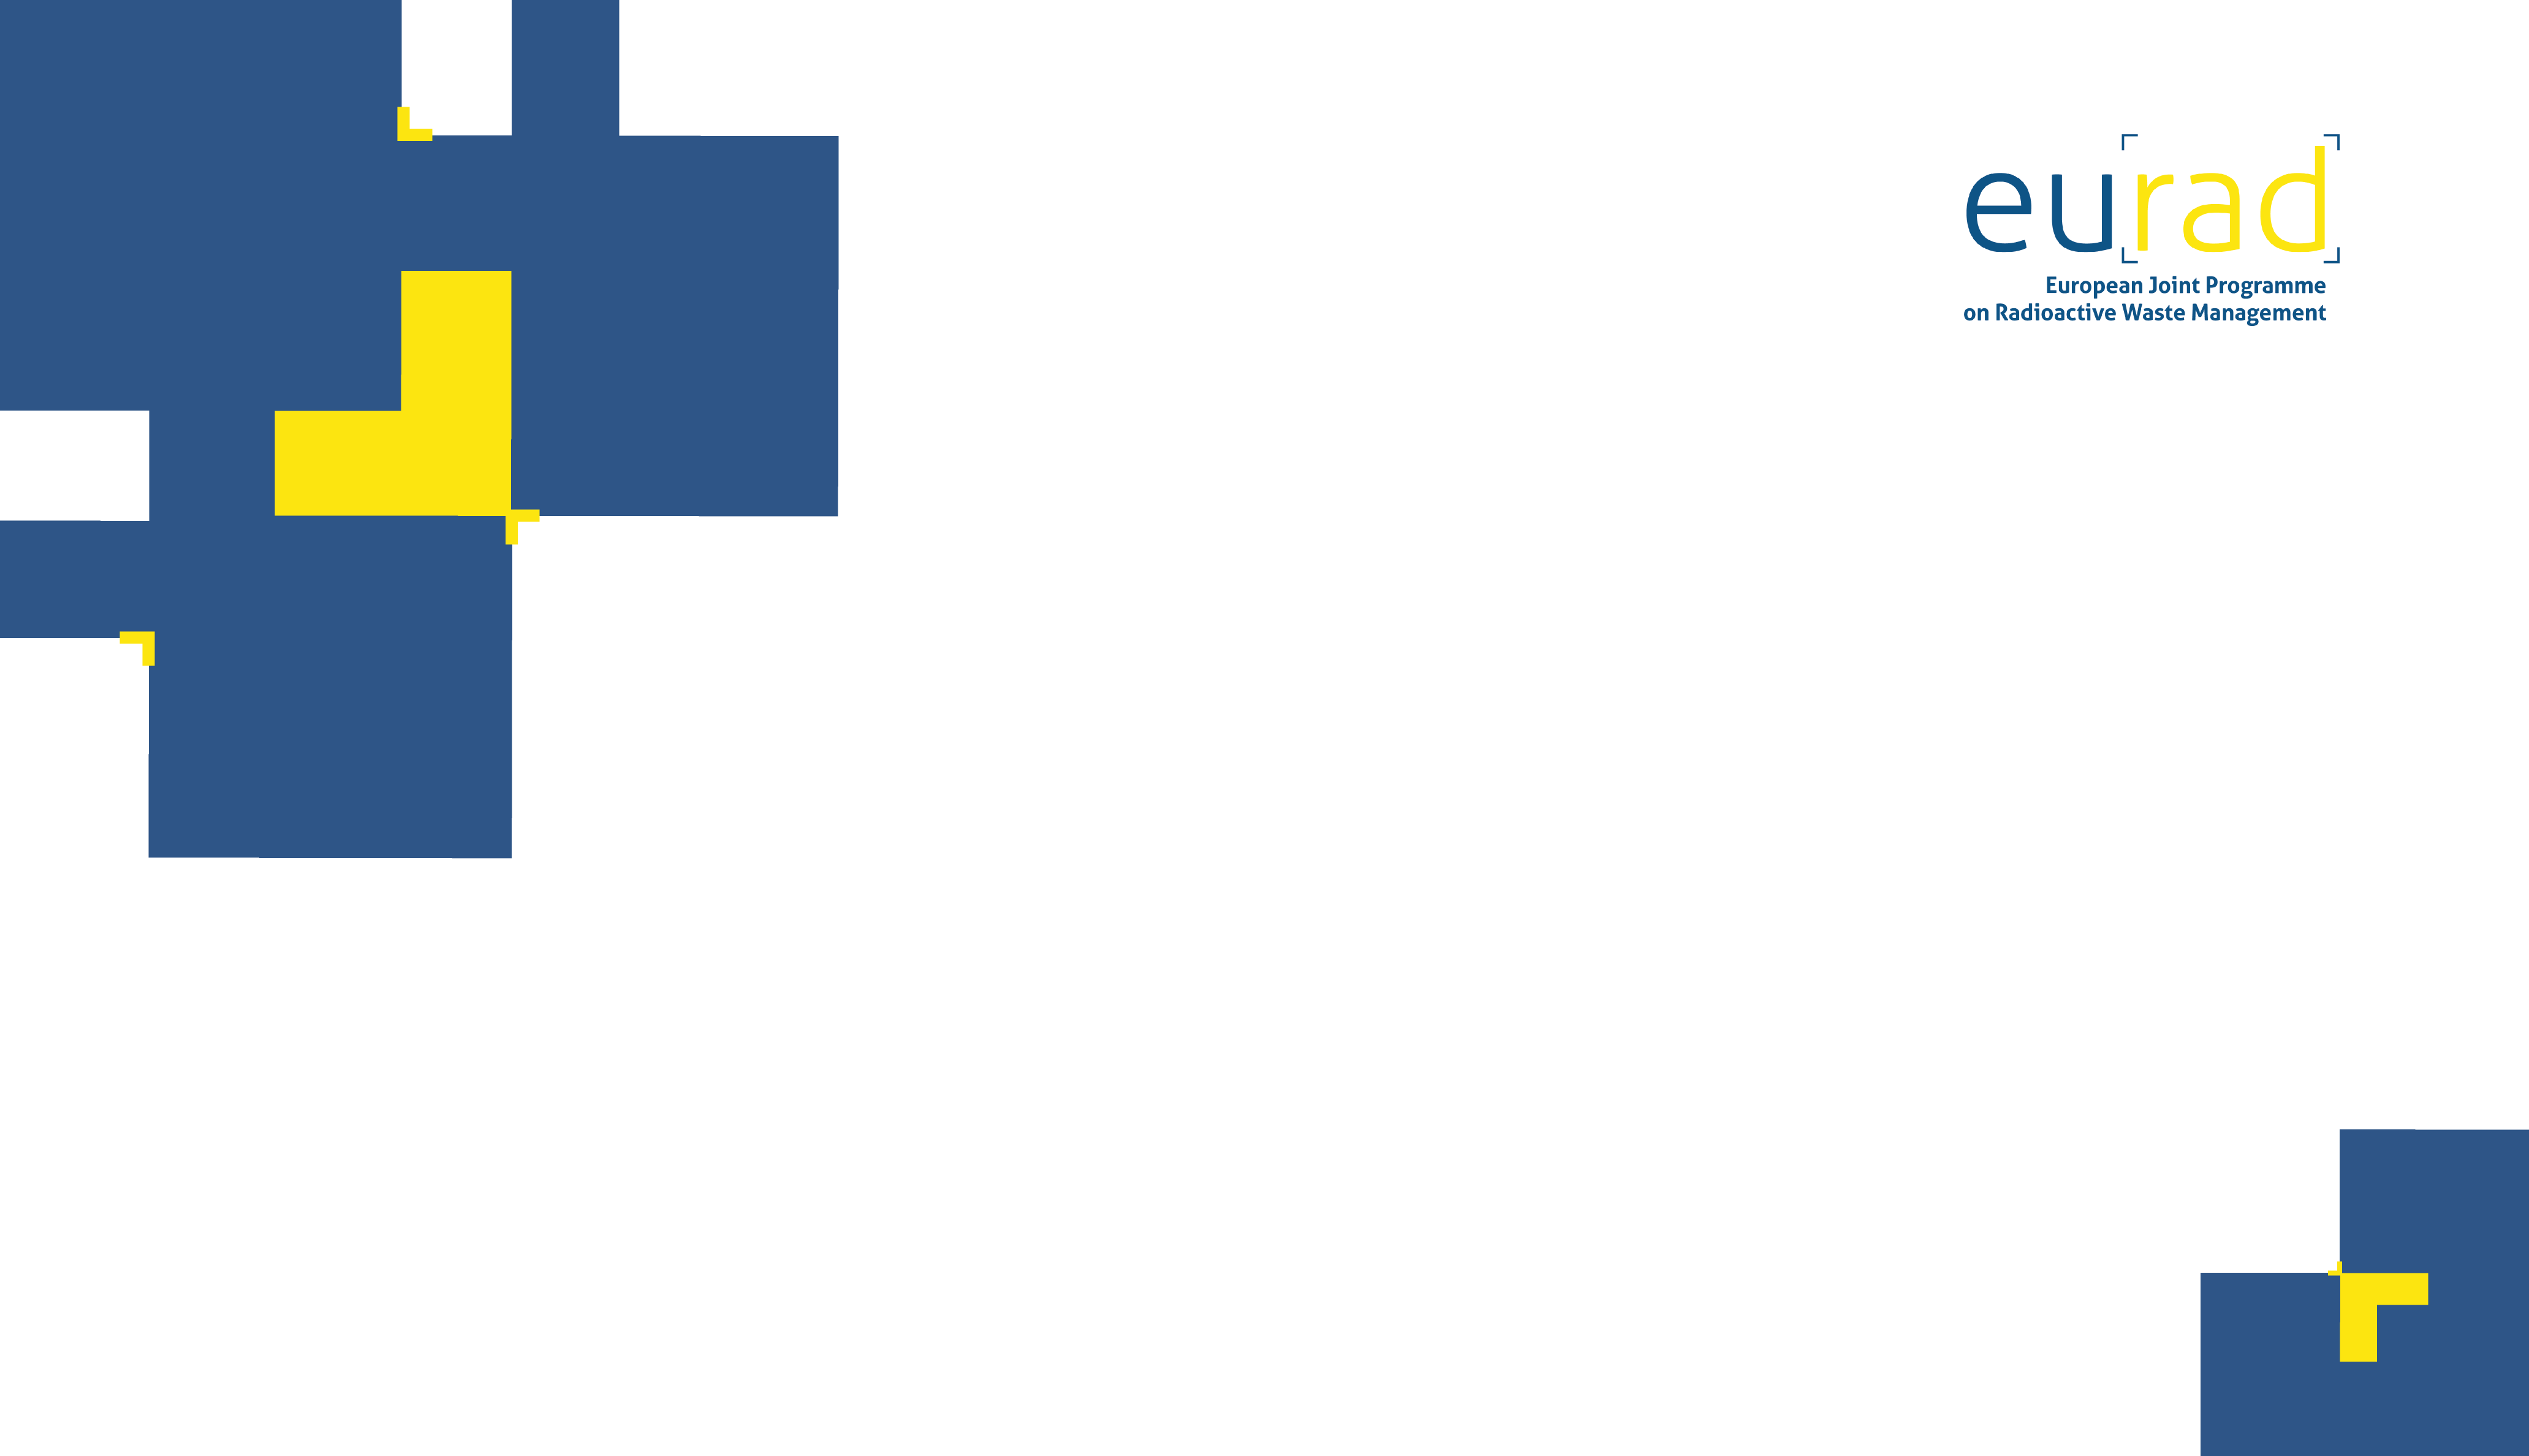 eurad
European Joint Programme
on Radioactive Waste Management